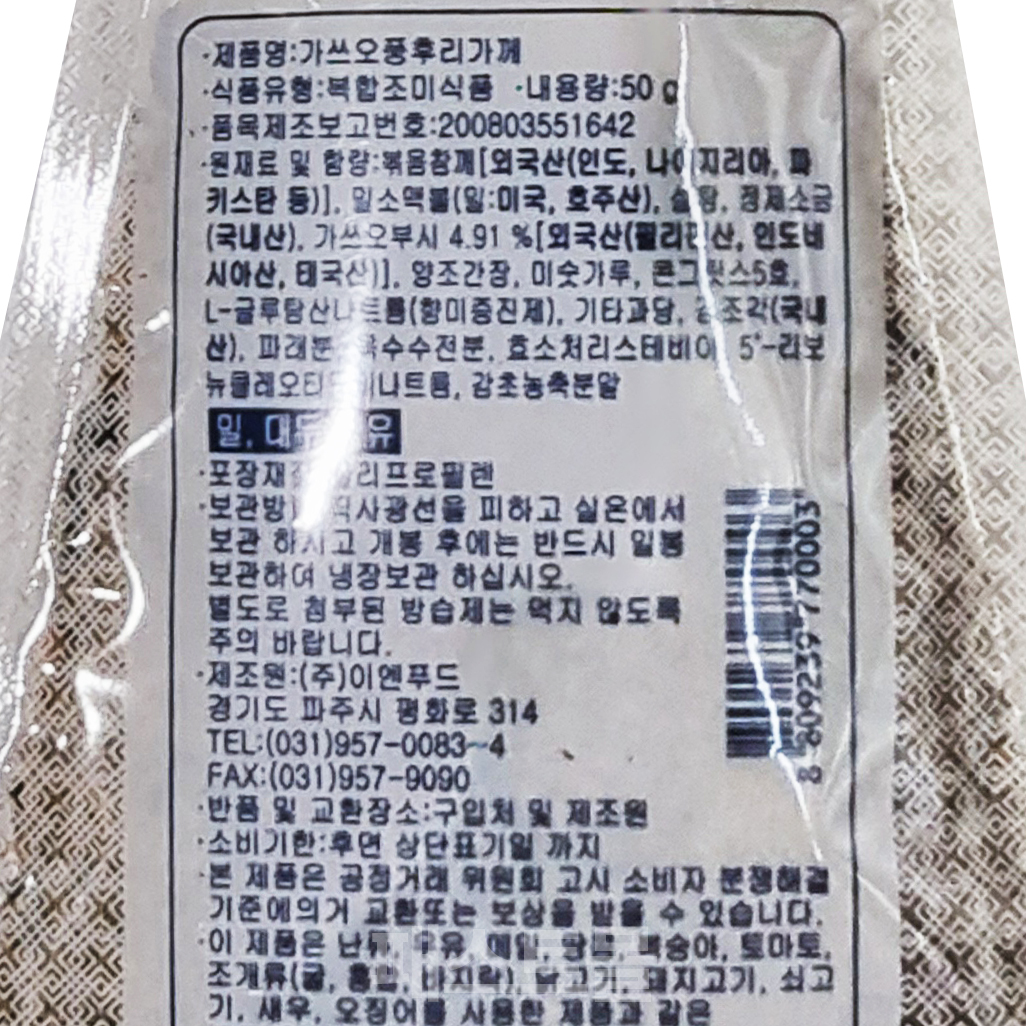 ·제품명:가쓰오풍후리가께
·식품유형:복합조미식품 ·내용량:50 g
·품목제조보고번호:200803551642
·원재료 및 함량:볶음참깨[외국산(인도, 나이지리아, 파
키스탄 등)], 밀소맥불(밀:미국, 호주산), 설탕, 정제소금
(국내산), 가쓰오부시 4.91 %[외국산(필리핀산, 인도네
시아산, 태국산)], 양조간장, 미숫가루, 콘그릿스5호,
L-글루탐산나트륨(향미증진제), 기타과당, 김조각(국내
산), 파래분, 옥수수전분, 효소처리스테비아, 5'-리보
뉴클레오티드이나트륨, 감초농축분말
밀, 대두, 우유
·포장재질:폴리프로필렌
·보관방법:직사광선을 피하고 실온에서
보관 하시고 개봉 후에는 반드시 밀봉
보관하여 냉장보관 하십시오.
별도로 첨부된 방습제는 먹지 않도록
주의 바랍니다.
·제조원:(주)이엔푸드
경기도 파주시 평화로 314
TEL:(031)957-0083~4
FAX:(031)957-9090
·반품 및 교환장소:구입처 및 제조원
·소비기한:후면 상단표기일 까지
·본 제품은 공정거래 위원회 고시 소비자 분쟁해결
기준에의거 교환또는 보상을 받을 수 있습니다.
·이 제품은 난류, 우유, 메밀, 땅콩, 복숭아, 토마토,
조개류(굴, 홍합, 바지락), 닭고기, 돼지고기, 쇠고
기, 새우, 오징어를 사용한 제품과 같은
8 809239 770003